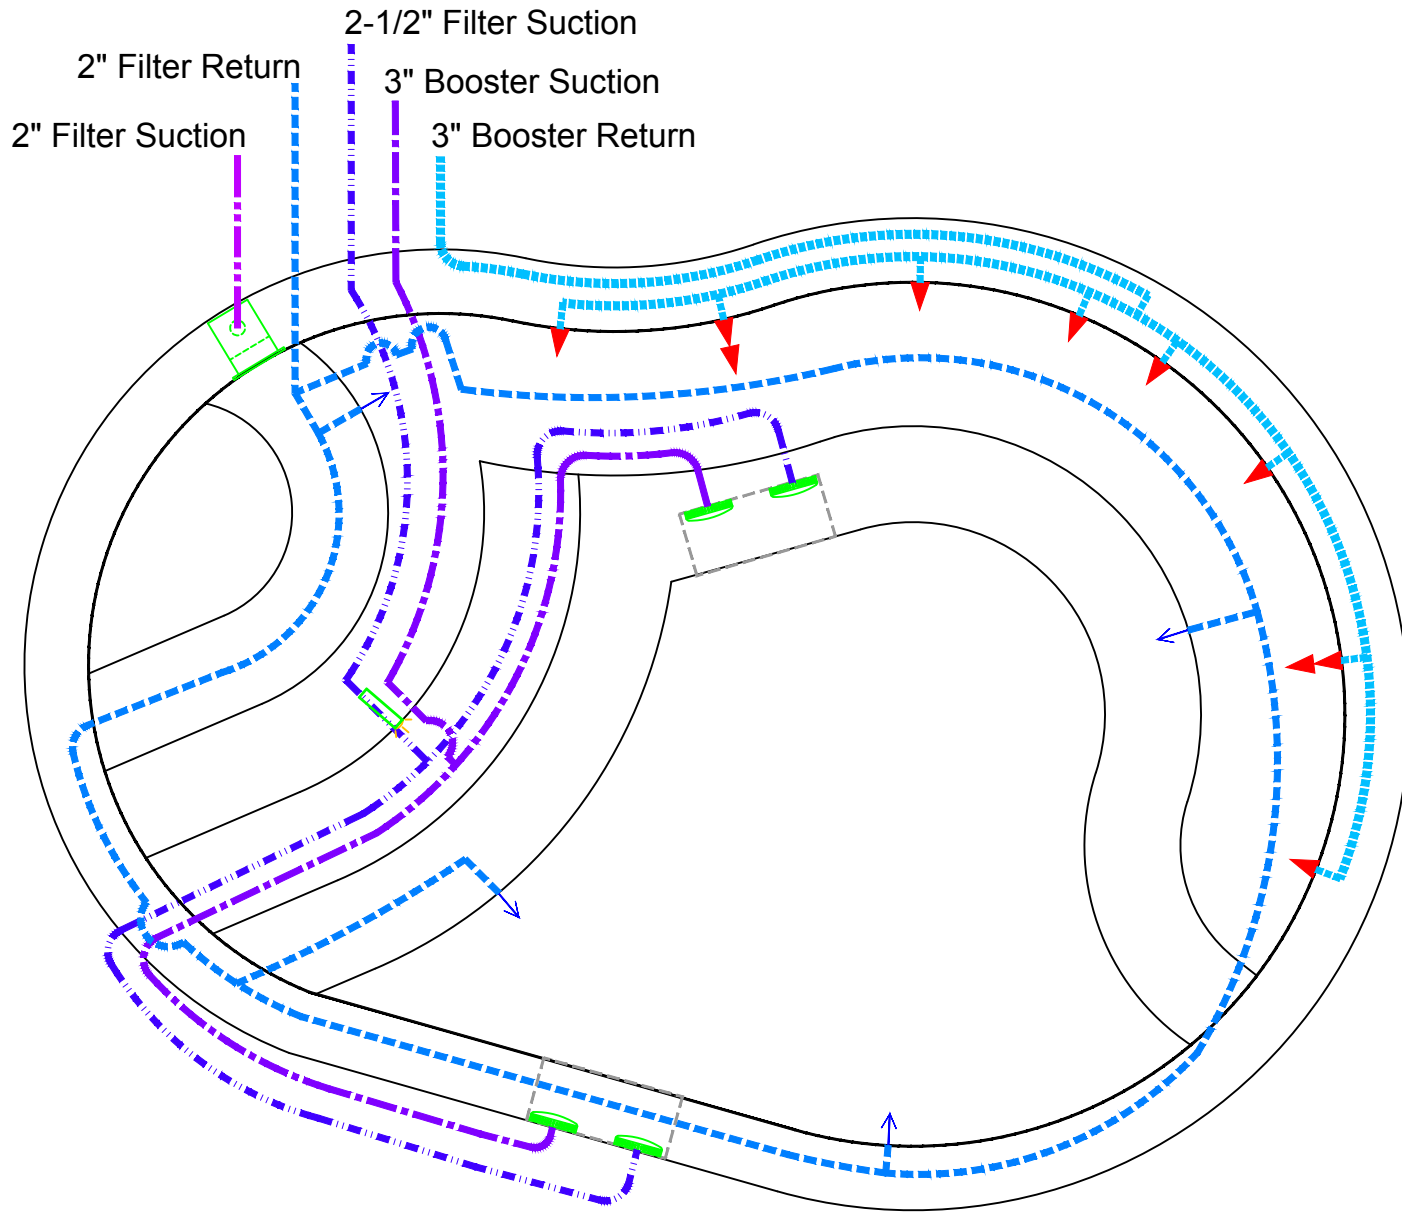 2-1/2" Filter Suction
2" Filter Return
3" Booster Suction
2" Filter Suction
3" Booster Return